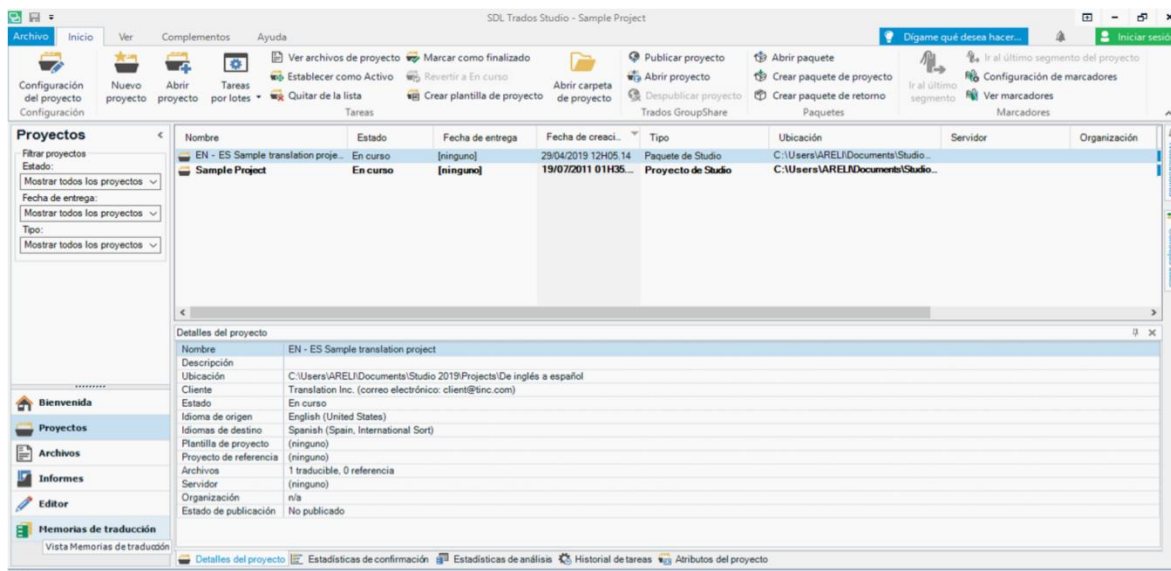 SDL Trados Studio - Sample Project
Archivo Inicio Ver Complementos Ayuda Dígame qué desea hacer... Iniciar sesión
Configuración del proyecto
Nuevo proyecto
Abrir proyecto
Tareas por lotes
Ver archivos de proyecto
Establecer como Activo
Quitar de la lista
Marcar como finalizado
Revertir a En curso
Crear plantilla de proyecto
Abrir carpeta de proyecto
Publicar proyecto
Abrir proyecto
Despublicar proyecto
Abrir paquete
Crear paquete de proyecto
Crear paquete de retorno
Ir al último segmento
Ir al último segmento del proyecto
Configuración de marcadores
Ver marcadores
Configuración Tareas Trados GroupShare Paquetes Marcadores
Proyectos
Filtrar proyectos
Estado:
Mostrar todos los proyectos
Fecha de entrega:
Mostrar todos los proyectos
Tipo:
Mostrar todos los proyectos
Nombre Estado Fecha de entrega Fecha de creaci... Tipo Ubicación Servidor Organización
EN - ES Sample translation proje... En curso [ninguno] 29/04/2019 12H05.14 Paquete de Studio C:\Users\ARELI\Documents\Studio...
Sample Project En curso [ninguno] 19/07/2011 01H35... Proyecto de Studio C:\Users\ARELI\Documents\Studio...
Detalles del proyecto
Nombre EN - ES Sample translation project
Descripción
Ubicación C:\Users\ARELI\Documents\Studio 2019\Projects\De inglés a español
Cliente Translation Inc. (correo electrónico: client@tinc.com)
Estado En curso
Idioma de origen English (United States)
Idiomas de destino Spanish (Spain, International Sort)
Plantilla de proyecto (ninguno)
Proyecto de referencia (ninguno)
Archivos 1 traducible, 0 referencia
Servidor (ninguno)
Organización n/a
Estado de publicación No publicado
Bienvenida
Proyectos
Archivos
Informes
Editor
Memorias de traducción
Vista Memorias de traducción
Detalles del proyecto Estadísticas de confirmación Estadísticas de análisis Historial de tareas Atributos del proyecto